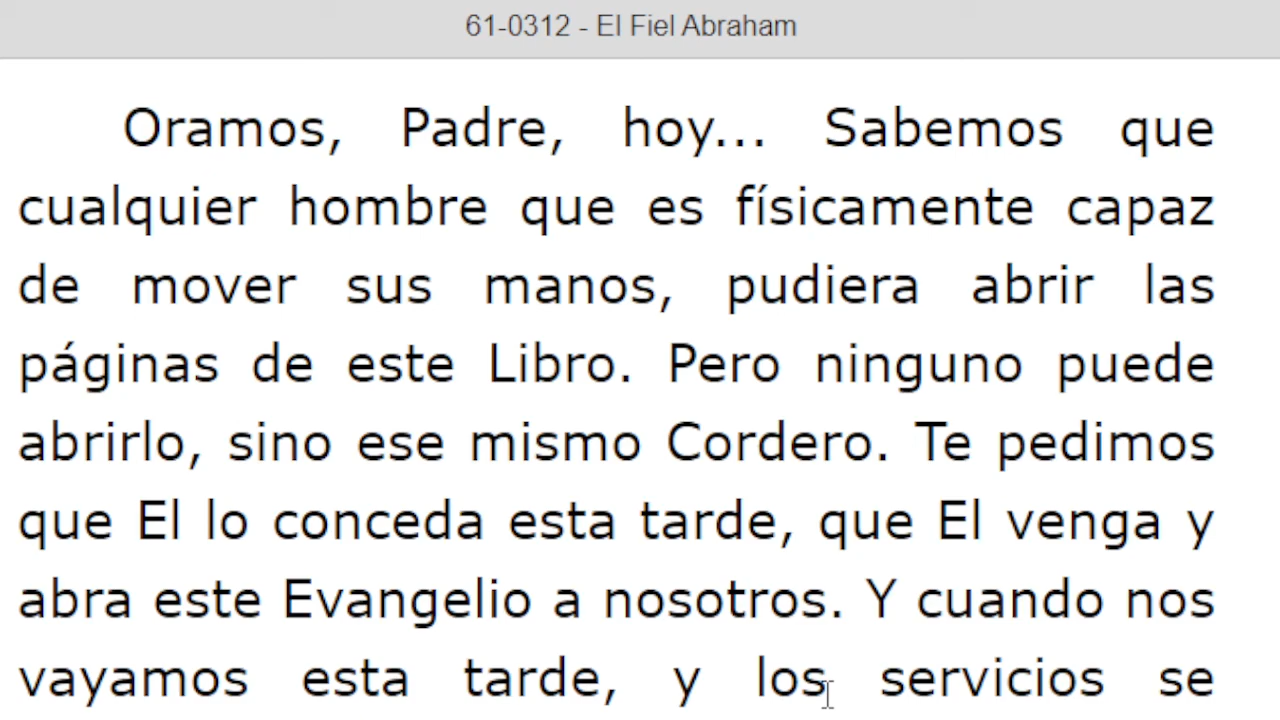 61-0312 - El Fiel Abraham
Oramos, Padre, hoy... Sabemos que
cualquier hombre que es físicamente capaz
de mover sus manos, pudiera abrir las
páginas de este Libro. Pero ninguno puede
abrirlo, sino ese mismo Cordero. Te pedimos
que El lo conceda esta tarde, que El venga y
abra este Evangelio a nosotros. Y cuando nos
vayamos esta tarde, y los servicios se